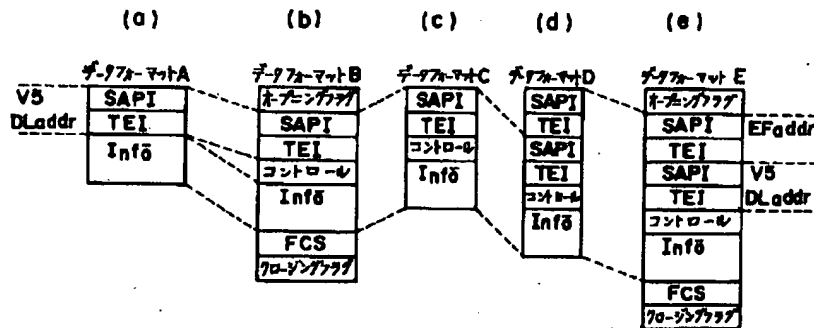 (a)
(b)
(c)
(d)
(e)
データフォーマットA
データフォーマットB
データフォーマットC
データフォーマットD
データフォーマットE
V5
DLaddr
SAPI
TEI
Infō
オープニングフラグ
SAPI
TEI
コントロール
Infō
FCS
クロージングフラグ
SAPI
TEI
コントロール
Infō
SAPI
TEI
SAPI
TEI
コントロール
Infō
オープニングフラグ
SAPI
TEI
SAPI
TEI
コントロール
Infō
FCS
クロージングフラグ
EFaddr
V5
DLaddr